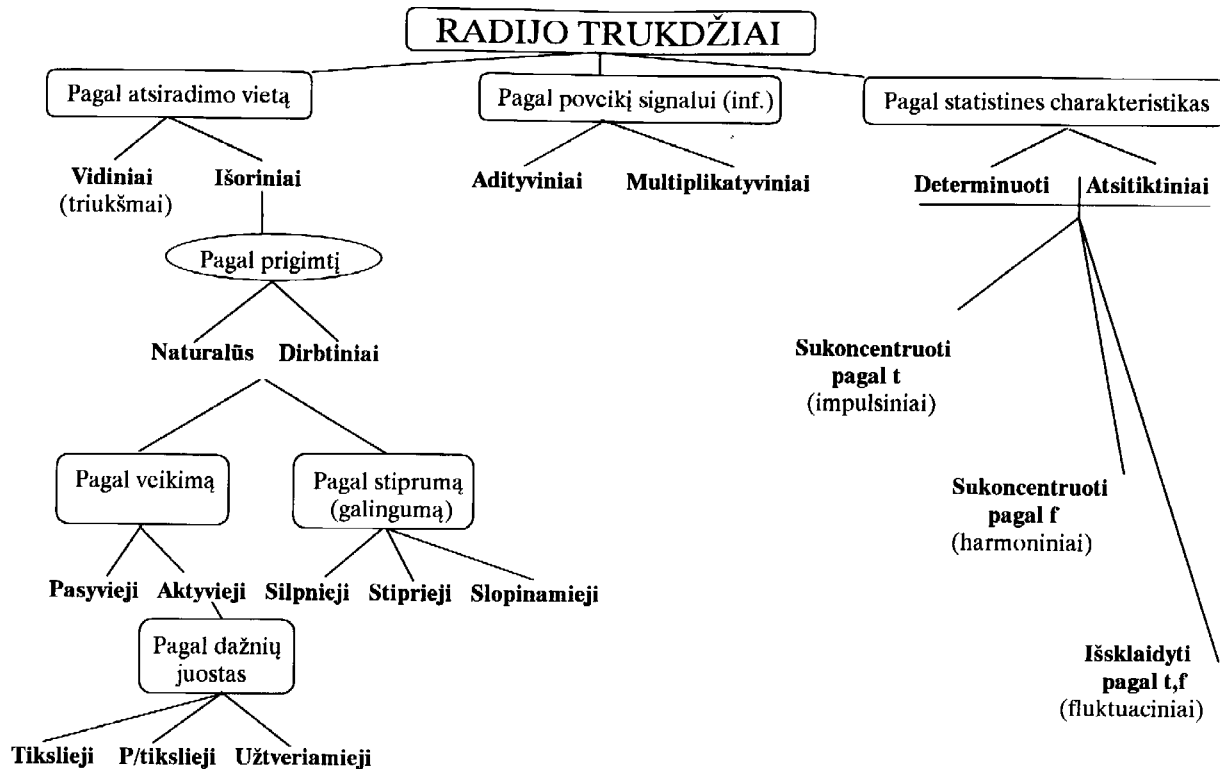 RADIJO TRUKDŽIAI
Pagal atsiradimo vietą
Pagal poveikį signalui (inf.)
Pagal statistines charakteristikas
Vidiniai
(triukšmai)
Išoriniai
Adityviniai
Multiplikatyviniai
Determinuoti
Atsitiktiniai
Pagal prigimtį
Naturalūs
Dirbtiniai
Sukoncentruoti
pagal t
(impulsiniai)
Pagal veikimą
Pagal stiprumą
(galingumą)
Sukoncentruoti
pagal f
(harmoniniai)
Pasyvieji
Aktyvieji
Silpnieji
Stiprieji
Slopinamieji
Pagal dažnių
juostas
Išsklaidyti
pagal t,f
(fluktuaciniai)
Tikslieji
P/tikslieji
Užtveriamieji